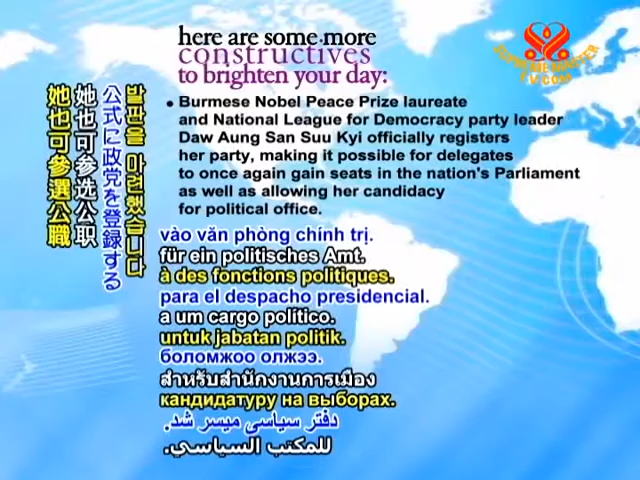 here are some more
constructives
to brighten your day:
SUPREME MASTER
TV.COM
• Burmese Nobel Peace Prize laureate
and National League for Democracy party leader
Daw Aung San Suu Kyi officially registers
her party, making it possible for delegates
to once again gain seats in the nation's Parliament
as well as allowing her candidacy
for political office.
발판을 마련했습니다
公式に政党を登録する
她也可参选公职
她也可參選公職
vào văn phòng chính trị.
für ein politisches Amt.
à des fonctions politiques.
para el despacho presidencial.
a um cargo político.
untuk jabatan politik.
боломжоо олжээ.
สำหรับสำนักงานการเมือง
кандидатуру на выборах.
دفتر سیاسی میسر شد.
للمكتب السياسي.